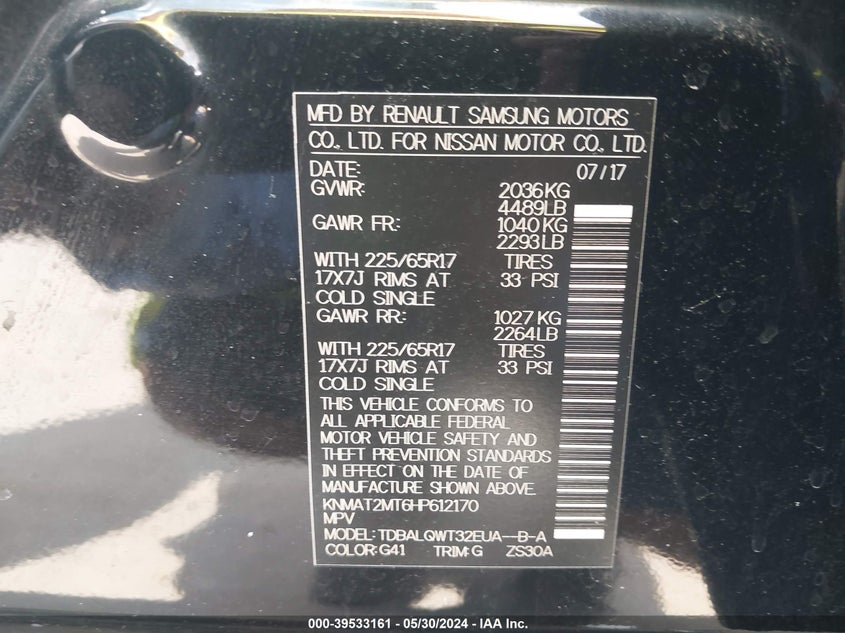 MFD BY RENAULT SAMSUNG MOTORS
CO., LTD. FOR NISSAN MOTOR CO., LTD.
DATE: 07/17
GVWR: 2036KG
4489LB
GAWR FR: 1040KG
2293LB
WITH 225/65R17 TIRES
17X7J RIMS AT 33 PSI
COLD SINGLE
GAWR RR: 1027KG
2264LB
WITH 225/65R17 TIRES
17X7J RIMS AT 33 PSI
COLD SINGLE
THIS VEHICLE CONFORMS TO
ALL APPLICABLE FEDERAL
MOTOR VEHICLE SAFETY AND
THEFT PREVENTION STANDARDS
IN EFFECT ON THE DATE OF
MANUFACTURE SHOWN ABOVE.
KNMAT2MT6HP612170
MPV
MODEL: TDBALQWT32EUA--B-A
COLOR: G41 TRIM: G ZS30A
000-39533161 - 05/30/2024 - IAA Inc.